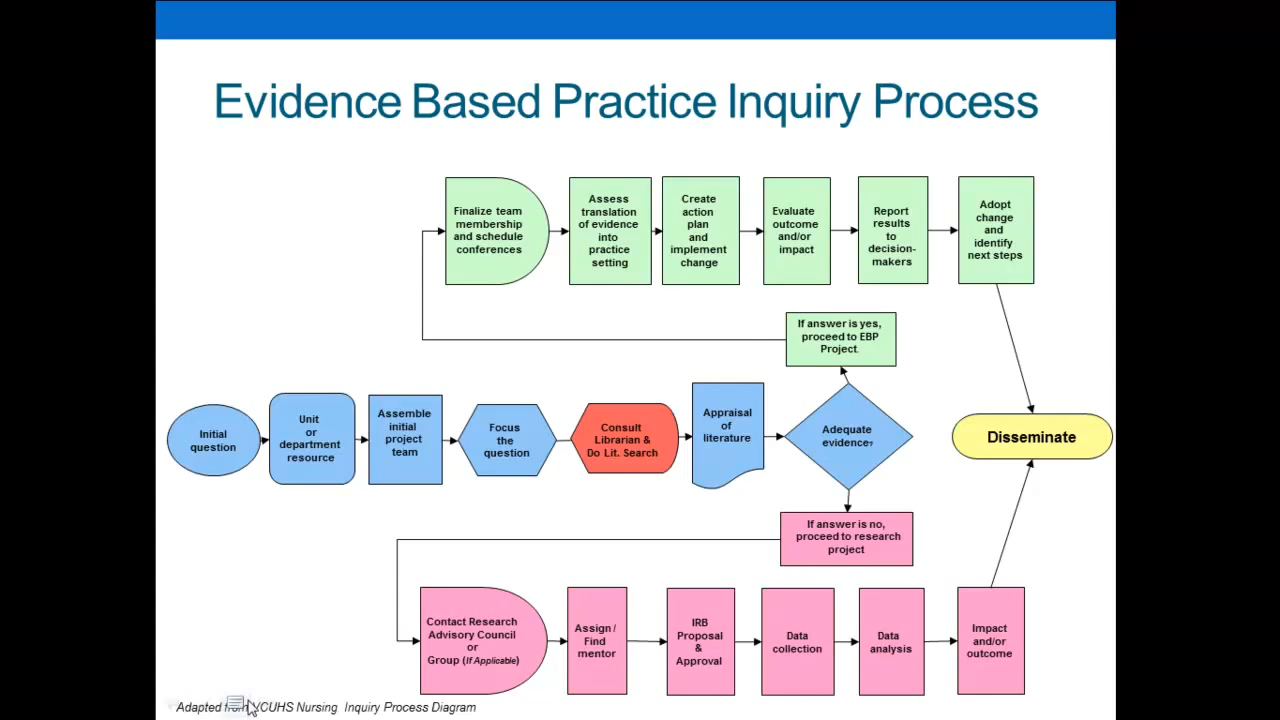 Evidence Based Practice Inquiry Process
Finalize team
membership
and schedule
conferences
Assess
translation
of evidence
into
practice
setting
Create
action
plan
and
implement
change
Evaluate
outcome
and/or
impact
Report
results
to
decision-
makers
Adopt
change
and
identify
next steps
If answer is yes,
proceed to EBP
Project.
Initial
question
Unit
or
department
resource
Assemble
initial
project
team
Focus
the
question
Consult
Librarian &
Do Lit. Search
Appraisal
of
literature
Adequate
evidence?
Disseminate
If answer is no,
proceed to research
project
Contact Research
Advisory Council
or
Group (If Applicable)
Assign /
Find
mentor
IRB
Proposal
&
Approval
Data
collection
Data
analysis
Impact
and/or
outcome
Adapted from VCUHS Nursing Inquiry Process Diagram